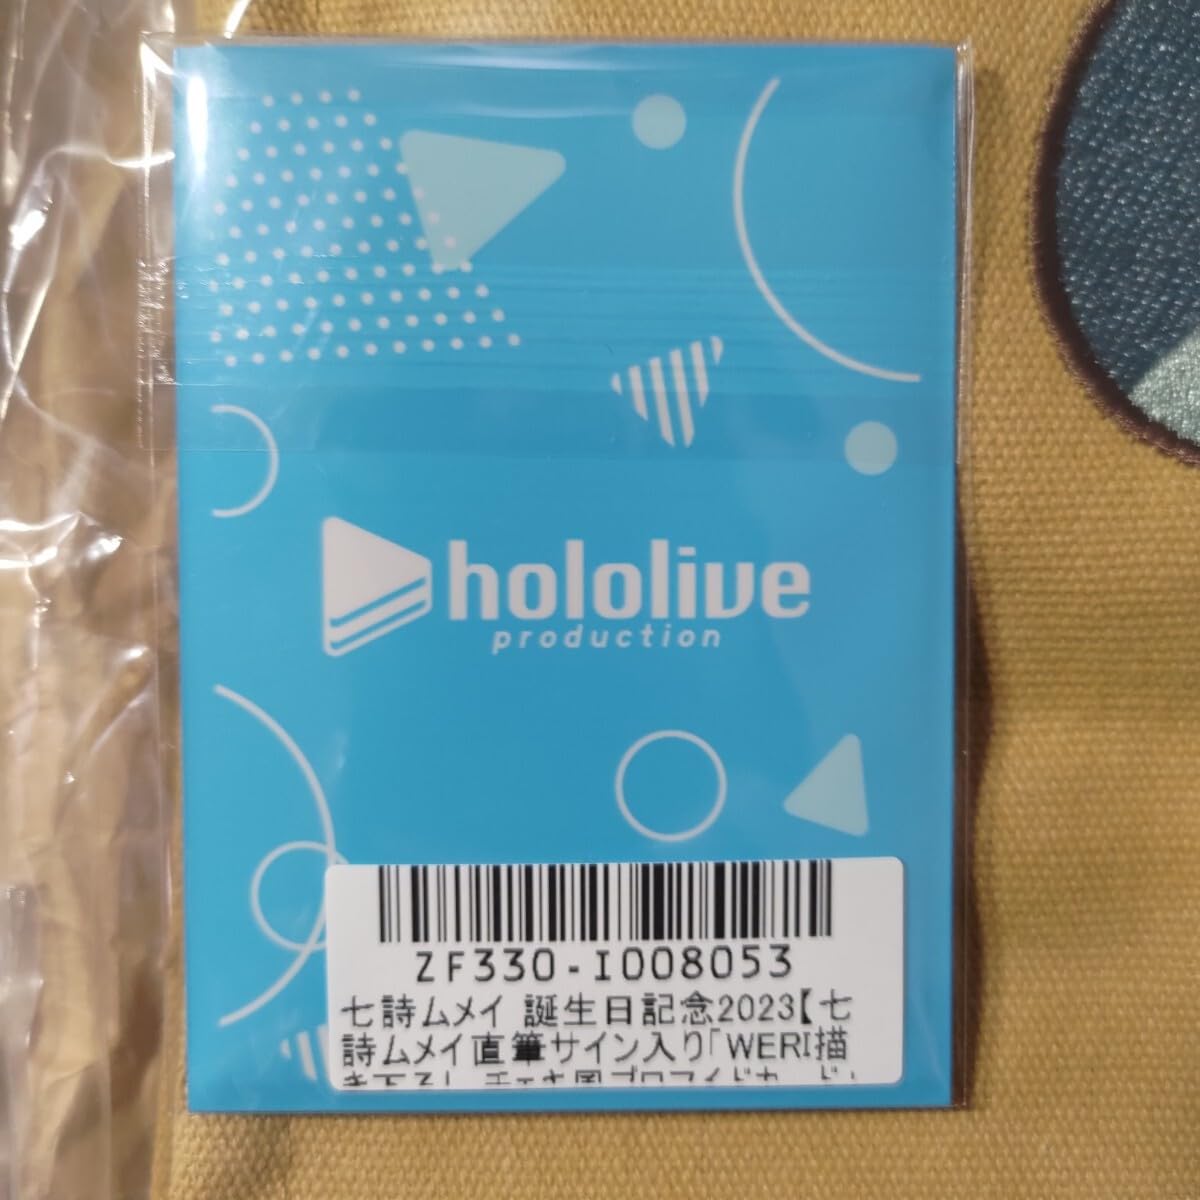 hololive
production
ZF330-I008053
七詩ムメイ 誕生日記念2023【七
詩ムメイ直筆サイン入り「WERI描